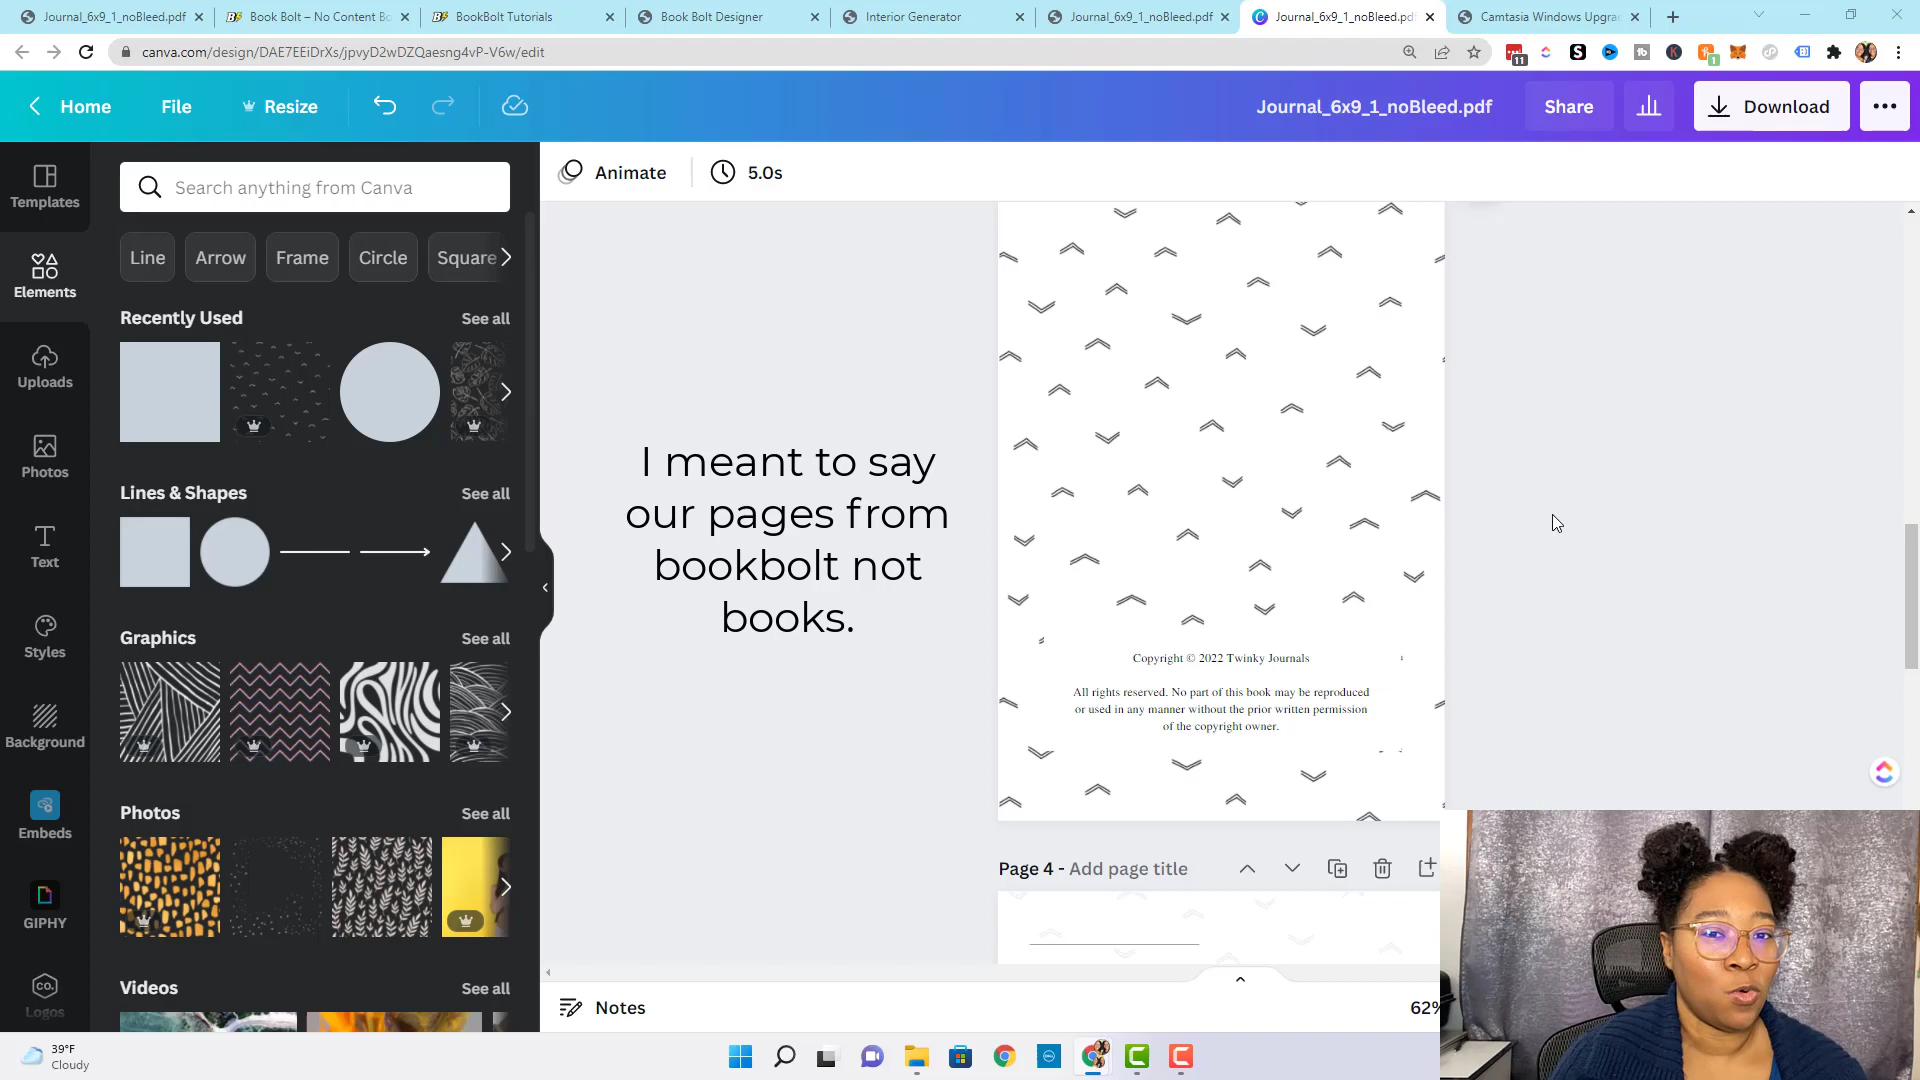 Journal_6x9_1_noBleed.pdf
Book Bolt – No Content Bo
BookBolt Tutorials
Book Bolt Designer
Interior Generator
Journal_6x9_1_noBleed.pdf
Journal_6x9_1_noBleed.pdf
Camtasia Windows Upgra
canva.com/design/DAE7EEiDrXs/jpvyD2wDZQaesng4vP-V6w/edit
11
1
Home
File
Resize
Journal_6x9_1_noBleed.pdf
Share
Download
Templates
Elements
Uploads
Photos
Text
Styles
Background
Embeds
GIPHY
Logos
Search anything from Canva
Line
Arrow
Frame
Circle
Square
Recently Used
See all
Lines & Shapes
See all
Graphics
See all
Photos
See all
Videos
See all
Animate
5.0s
I meant to say
our pages from
bookbolt not
books.
Copyright © 2022 Twinky Journals
All rights reserved. No part of this book may be reproduced
or used in any manner without the prior written permission
of the copyright owner.
Page 4 - Add page title
Notes
62%
39°F
Cloudy